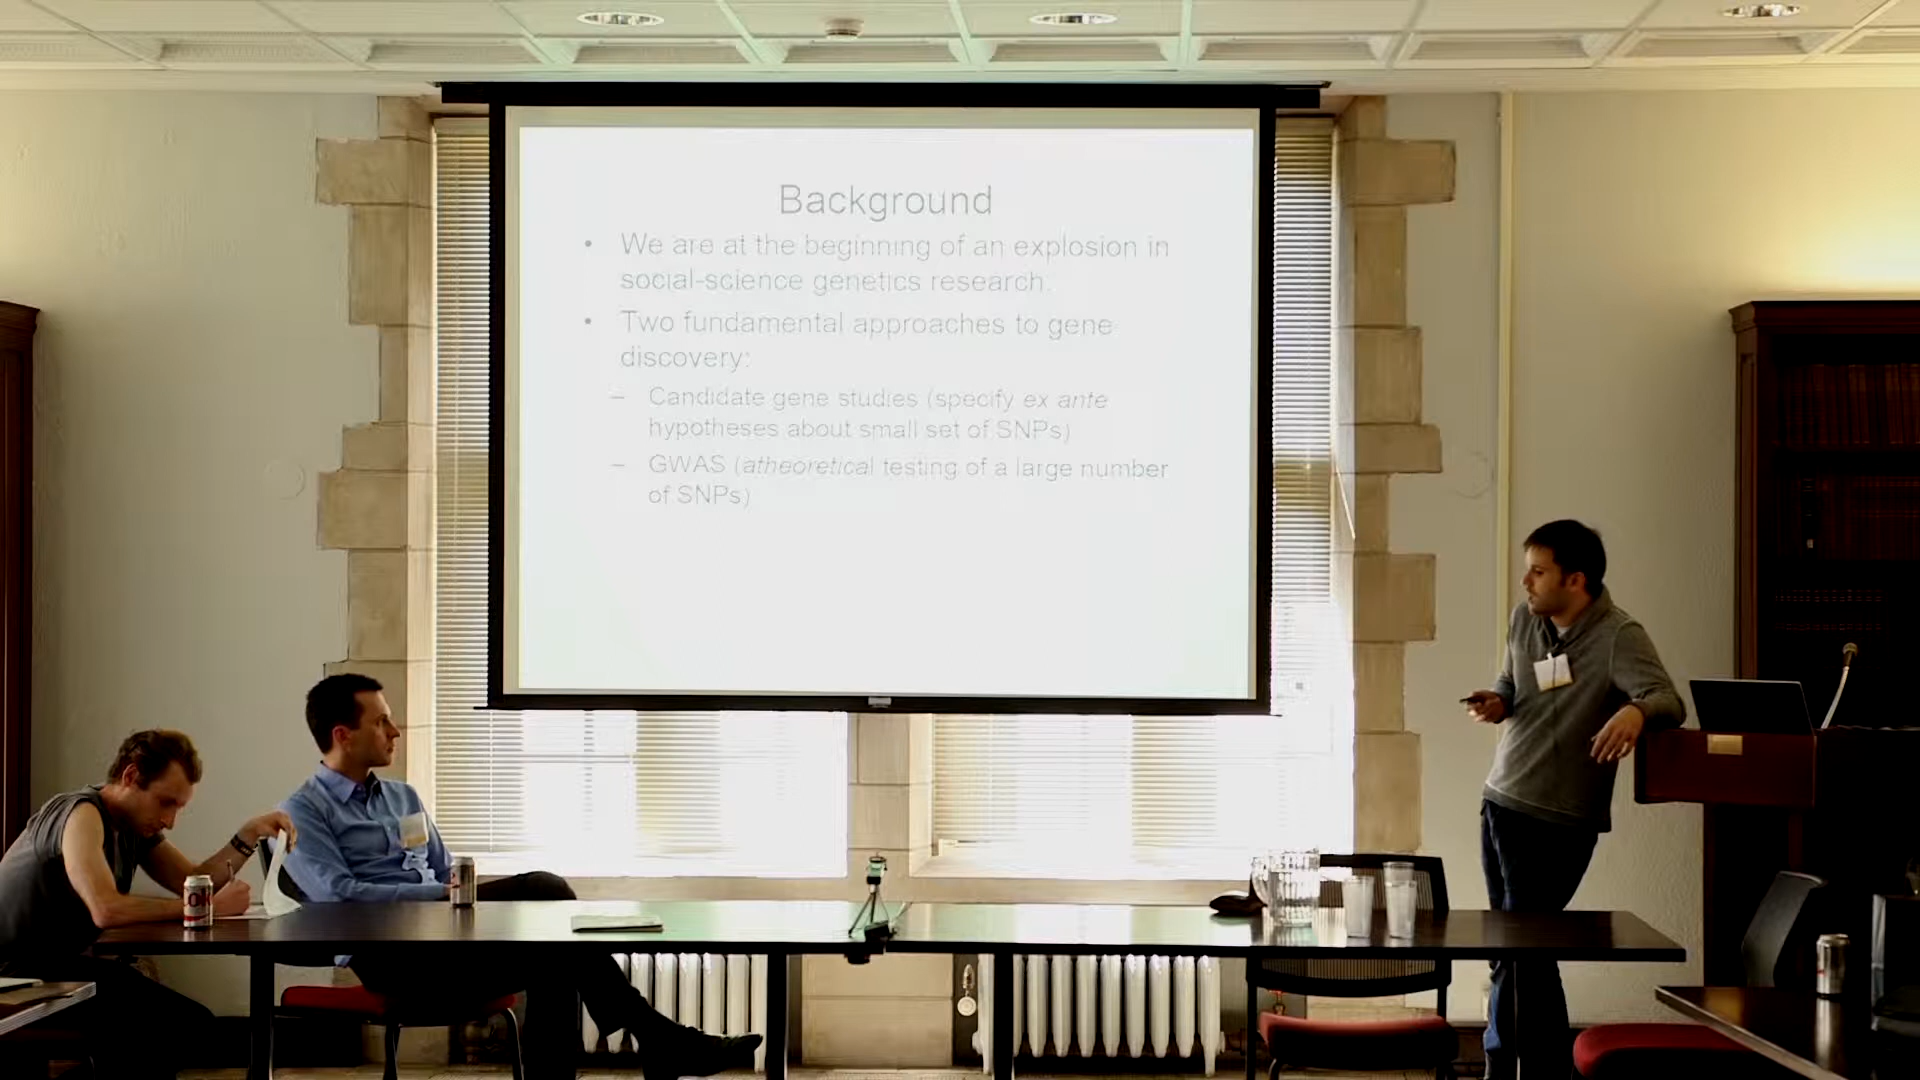 Background
• We are at the beginning of an explosion in
social-science genetics research.
• Two fundamental approaches to gene
discovery:
– Candidate gene studies (specify ex ante
hypotheses about small set of SNPs)
– GWAS (atheoretical testing of a large number
of SNPs)